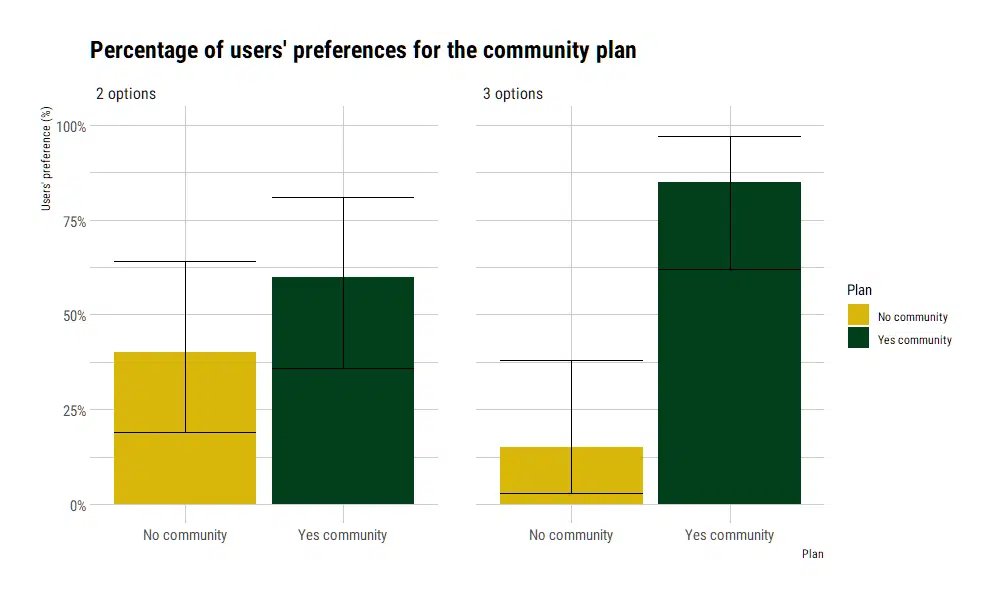 Percentage of users' preferences for the community plan
2 options
3 options
Users' preference (%)
100%
75%
50%
25%
0%
No community
Yes community
No community
Yes community
Plan
Plan
No community
Yes community